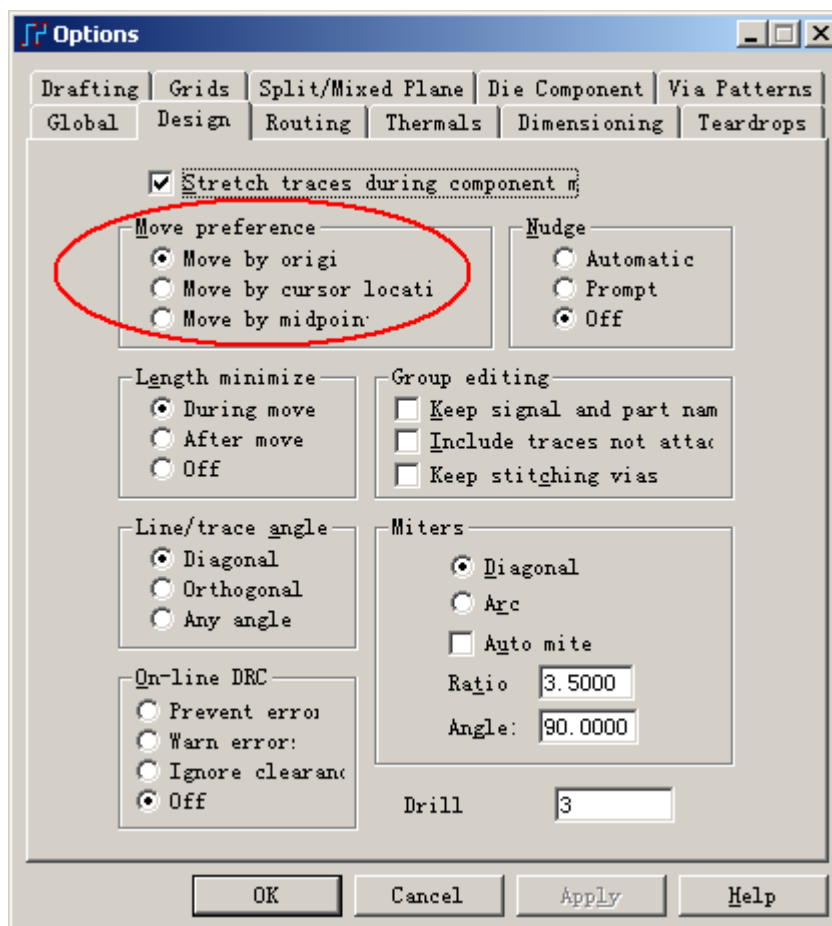 Options
Drafting Grids Split/Mixed Plane Die Component Via Patterns
Global Design Routing Thermals Dimensioning Teardrops
Stretch traces during component m
Move preference
Move by origi
Move by cursor locati
Move by midpoin
Nudge
Automatic
Prompt
Off
Length minimize
During move
After move
Off
Group editing
Keep signal and part nam
Include traces not attac
Keep stitching vias
Line/trace angle
Diagonal
Orthogonal
Any angle
Miters
Diagonal
Arc
Auto mite
Ratio 3.5000
Angle: 90.0000
On-line DRC
Prevent error
Warn error:
Ignore clearanc
Off
Drill 3
OK Cancel Apply Help